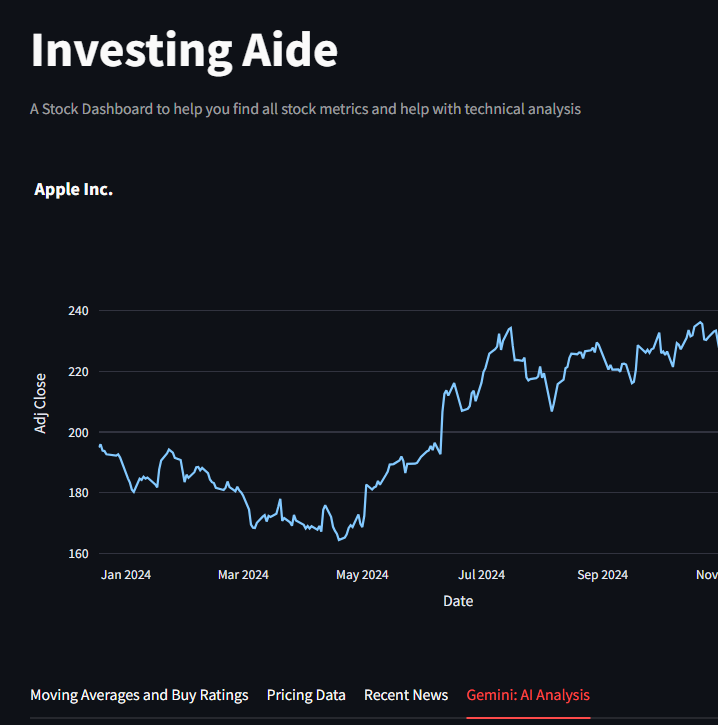 Investing Aide
A Stock Dashboard to help you find all stock metrics and help with technical analysis
Apple Inc.
240
220
200
180
160
Adj Close
Jan 2024 Mar 2024 May 2024 Jul 2024 Sep 2024 Nov
Date
Moving Averages and Buy Ratings Pricing Data Recent News Gemini: AI Analysis